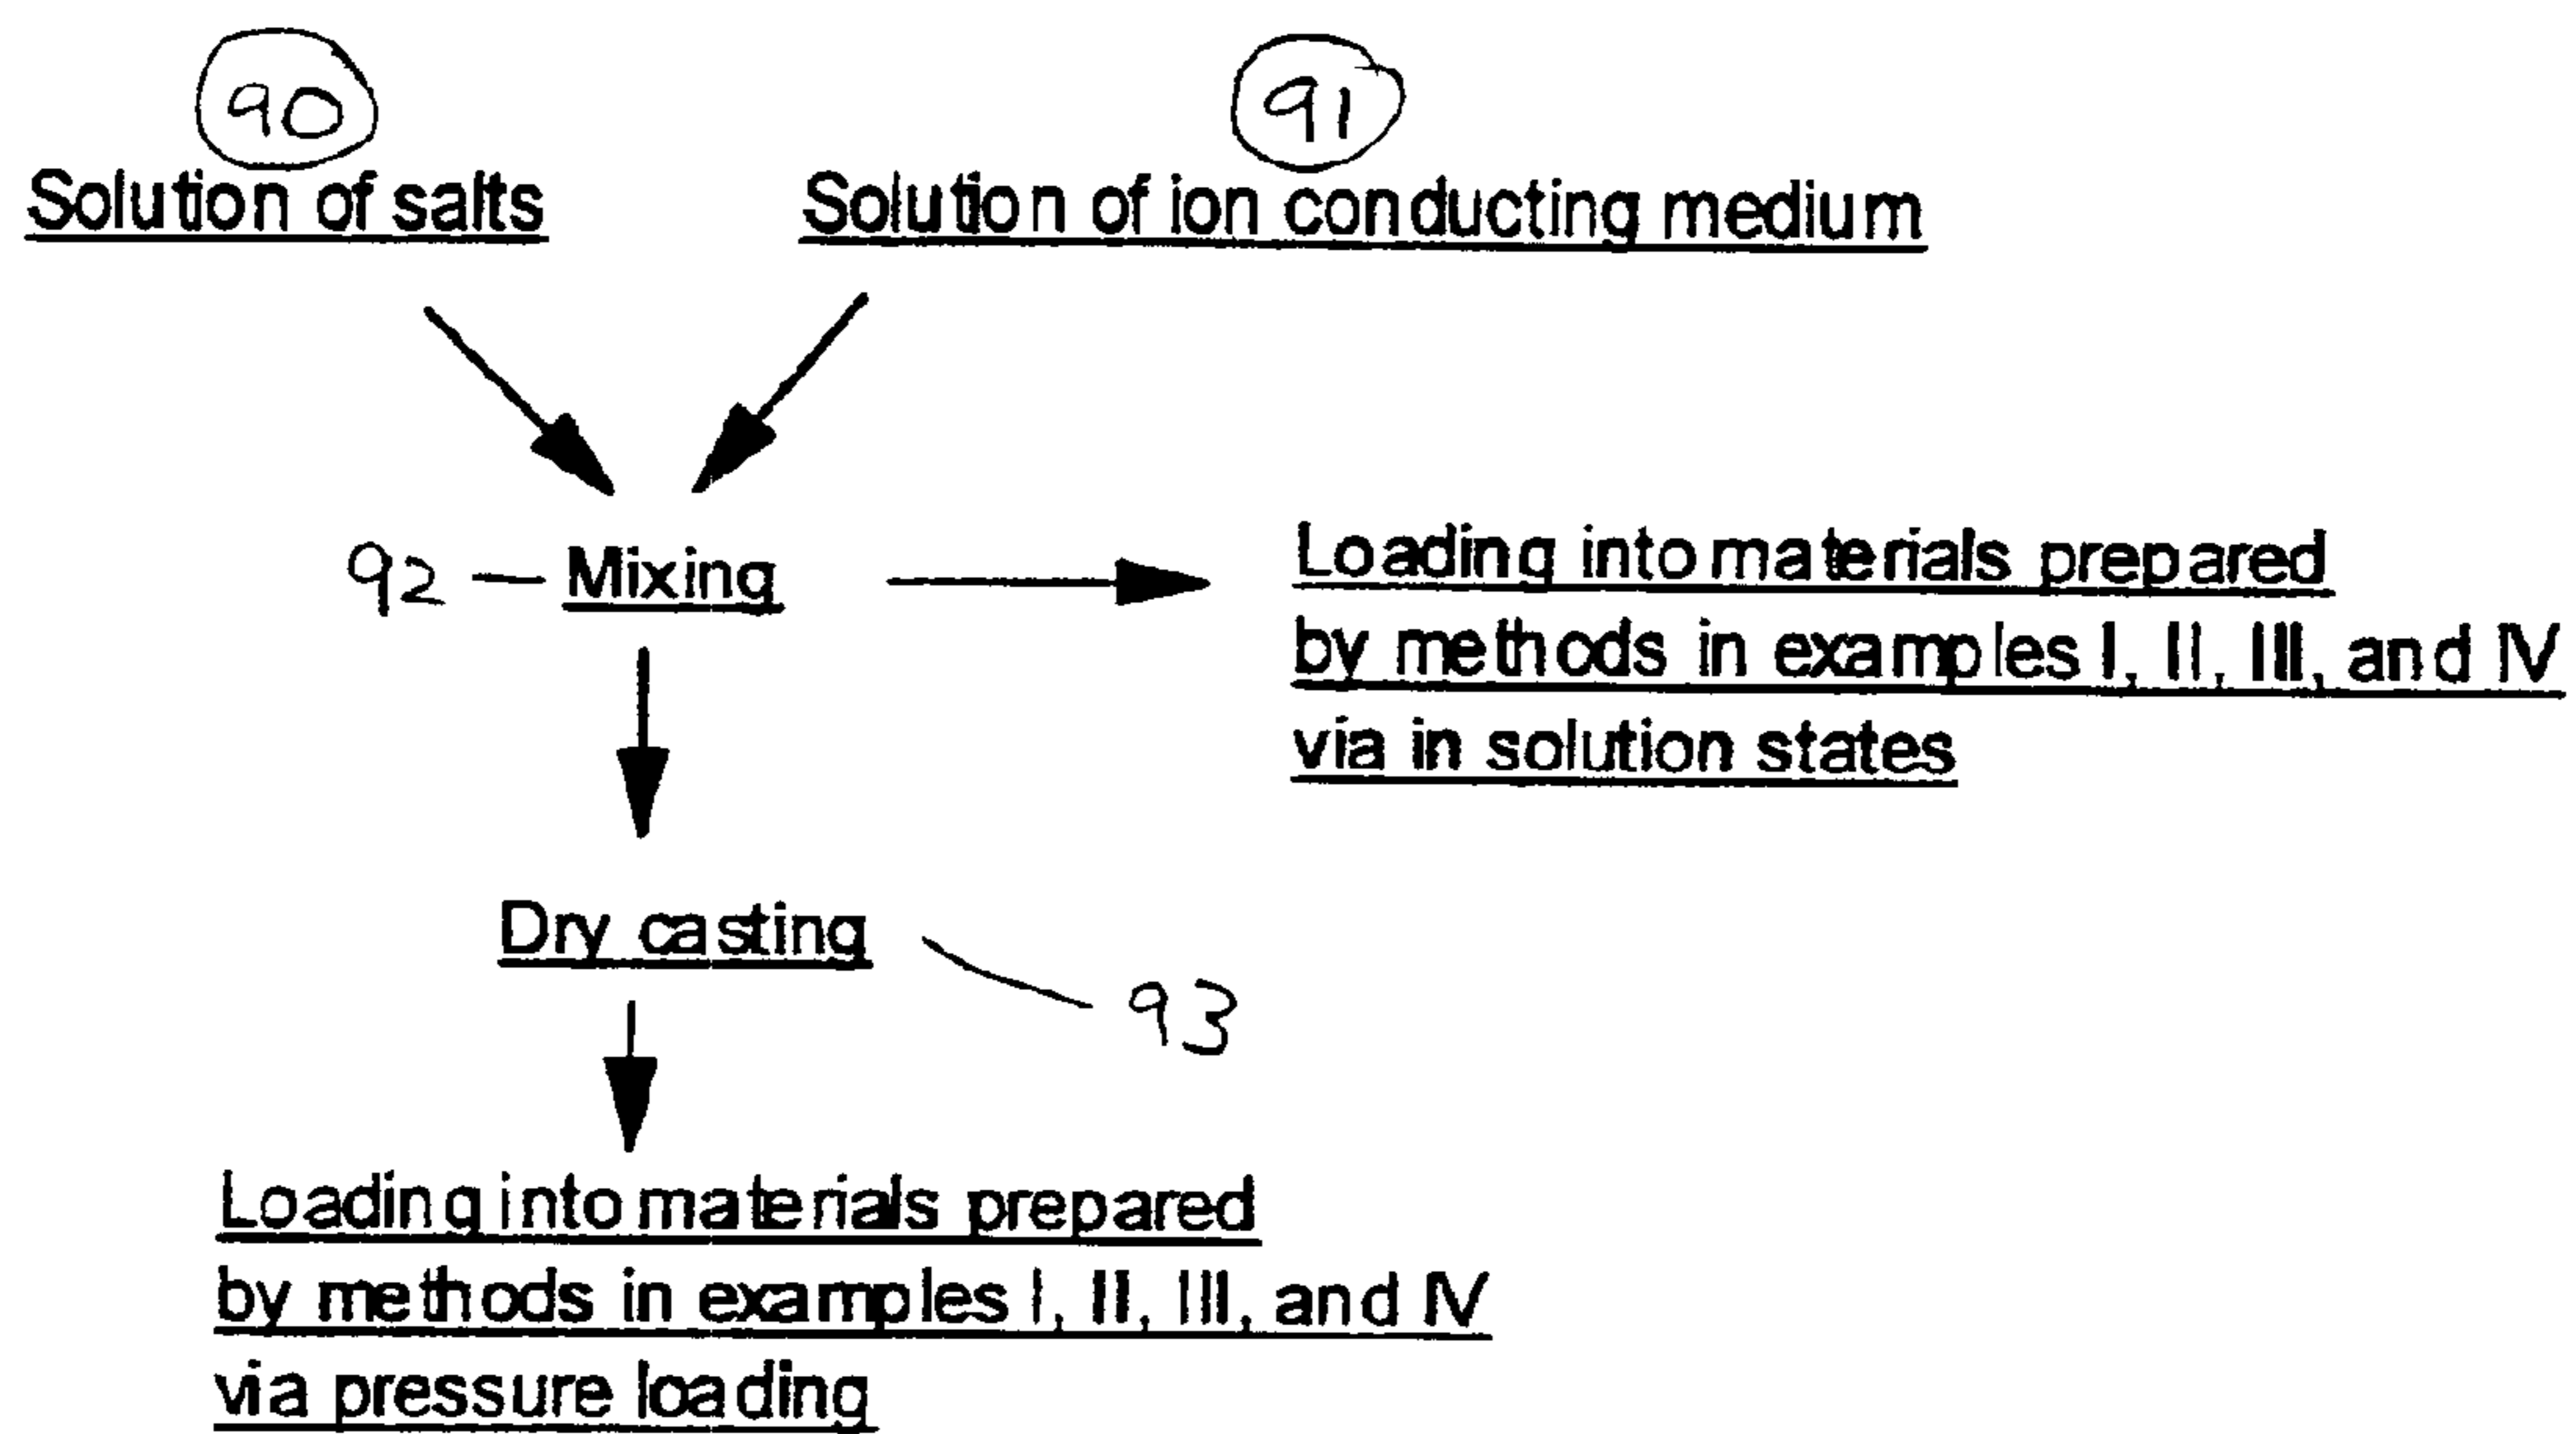 90
91
Solution of salts
Solution of ion conducting medium
92
Mixing
Loading into materials prepared
by methods in examples I, II, III, and IV
via in solution states
Dry casting
93
Loading into materials prepared
by methods in examples I, II, III, and IV
via pressure loading